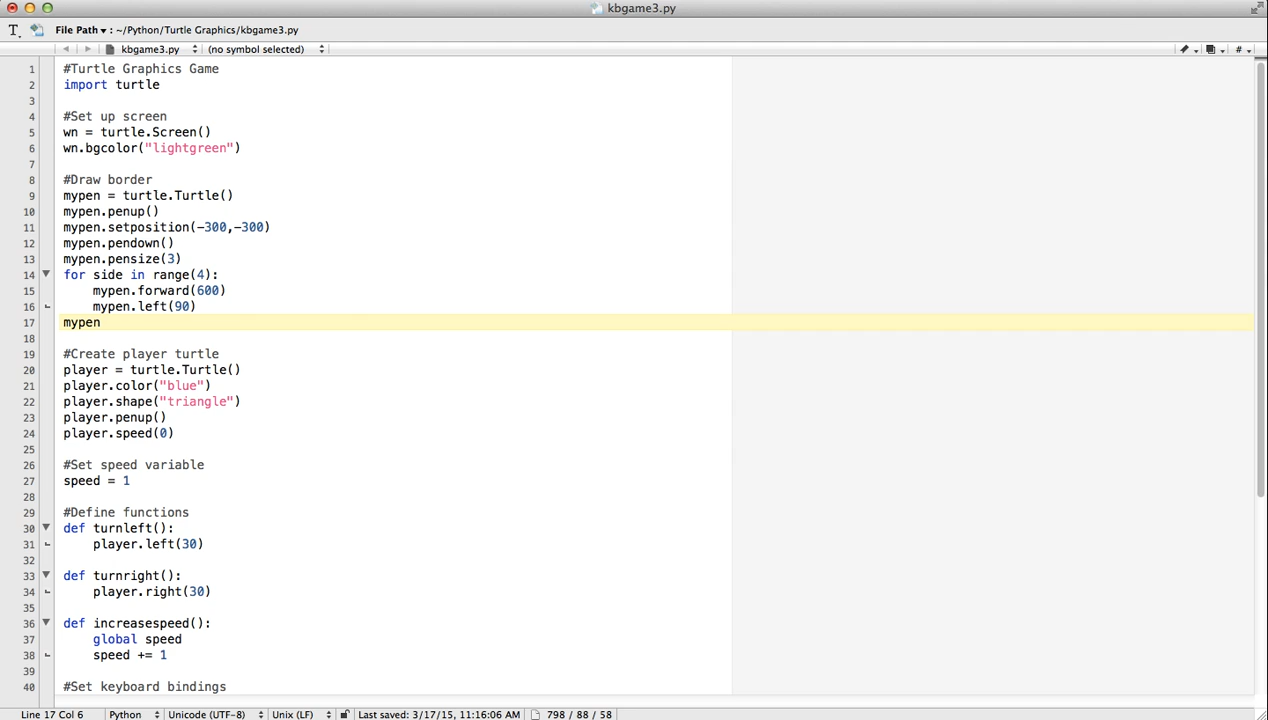 kbgame3.py
T. File Path ▾ : ~/Python/Turtle Graphics/kbgame3.py
kbgame3.py (no symbol selected) #
1 #Turtle Graphics Game
2 import turtle
3
4 #Set up screen
5 wn = turtle.Screen()
6 wn.bgcolor("lightgreen")
7
8 #Draw border
9 mypen = turtle.Turtle()
10 mypen.penup()
11 mypen.setposition(-300,-300)
12 mypen.pendown()
13 mypen.pensize(3)
14 for side in range(4):
15     mypen.forward(600)
16     mypen.left(90)
17 mypen
18
19 #Create player turtle
20 player = turtle.Turtle()
21 player.color("blue")
22 player.shape("triangle")
23 player.penup()
24 player.speed(0)
25
26 #Set speed variable
27 speed = 1
28
29 #Define functions
30 def turnleft():
31     player.left(30)
32
33 def turnright():
34     player.right(30)
35
36 def increasespeed():
37     global speed
38     speed += 1
39
40 #Set keyboard bindings
Line 17 Col 6 Python Unicode (UTF-8) Unix (LF) Last saved: 3/17/15, 11:16:06 AM 798 / 88 / 58